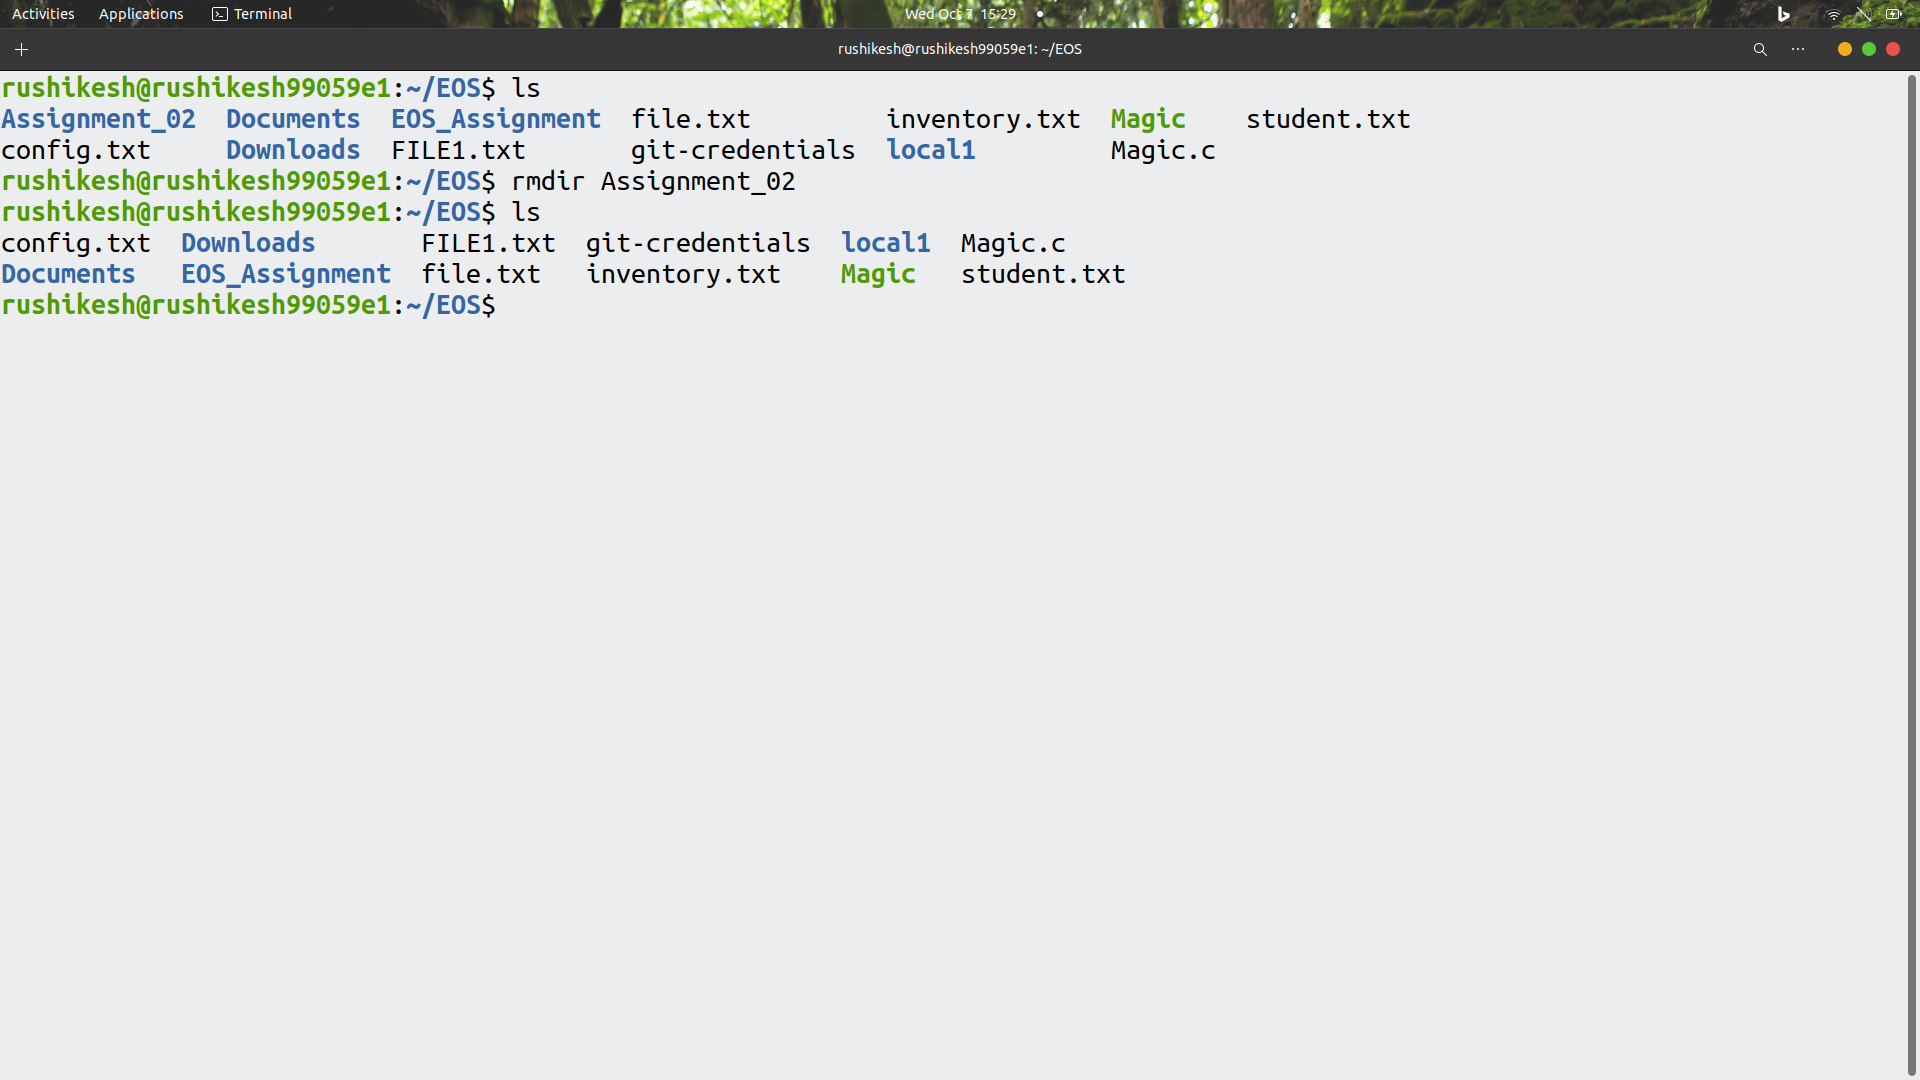 Activities Applications Terminal Wed Oct 7 15:29
rushikesh@rushikesh99059e1: ~/EOS
rushikesh@rushikesh99059e1:~/EOS$ ls
Assignment_02 Documents EOS_Assignment file.txt inventory.txt Magic student.txt
config.txt Downloads FILE1.txt git-credentials local1 Magic.c
rushikesh@rushikesh99059e1:~/EOS$ rmdir Assignment_02
rushikesh@rushikesh99059e1:~/EOS$ ls
config.txt Downloads FILE1.txt git-credentials local1 Magic.c
Documents EOS_Assignment file.txt inventory.txt Magic student.txt
rushikesh@rushikesh99059e1:~/EOS$